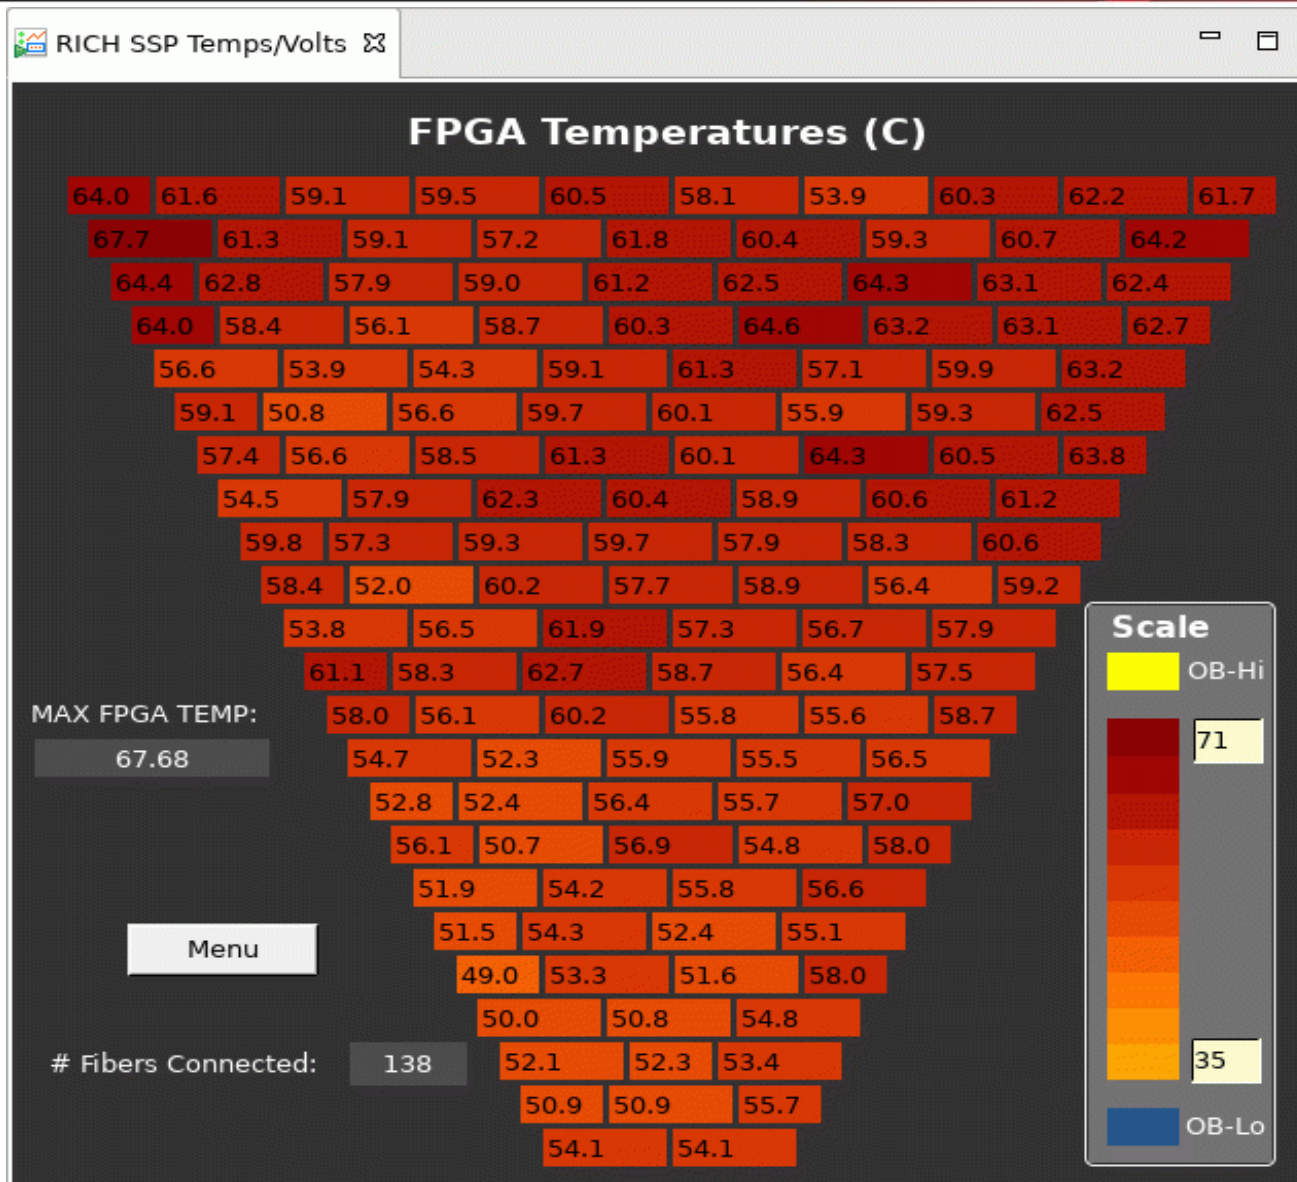 RICH SSP Temps/Volts
FPGA Temperatures (C)
64.0 61.6 59.1 59.5 60.5 58.1 53.9 60.3 62.2 61.7
67.7 61.3 59.1 57.2 61.8 60.4 59.3 60.7 64.2
64.4 62.8 57.9 59.0 61.2 62.5 64.3 63.1 62.4
64.0 58.4 56.1 58.7 60.3 64.6 63.2 63.1 62.7
56.6 53.9 54.3 59.1 61.3 57.1 59.9 63.2
59.1 50.8 56.6 59.7 60.1 55.9 59.3 62.5
57.4 56.6 58.5 61.3 60.1 64.3 60.5 63.8
54.5 57.9 62.3 60.4 58.9 60.6 61.2
59.8 57.3 59.3 59.7 57.9 58.3 60.6
58.4 52.0 60.2 57.7 58.9 56.4 59.2
53.8 56.5 61.9 57.3 56.7 57.9
61.1 58.3 62.7 58.7 56.4 57.5
58.0 56.1 60.2 55.8 55.6 58.7
54.7 52.3 55.9 55.5 56.5
52.8 52.4 56.4 55.7 57.0
56.1 50.7 56.9 54.8 58.0
51.9 54.2 55.8 56.6
51.5 54.3 52.4 55.1
49.0 53.3 51.6 58.0
50.0 50.8 54.8
52.1 52.3 53.4
50.9 50.9 55.7
54.1 54.1
MAX FPGA TEMP:
67.68
Menu
# Fibers Connected: 138
Scale
OB-Hi
71
35
OB-Lo